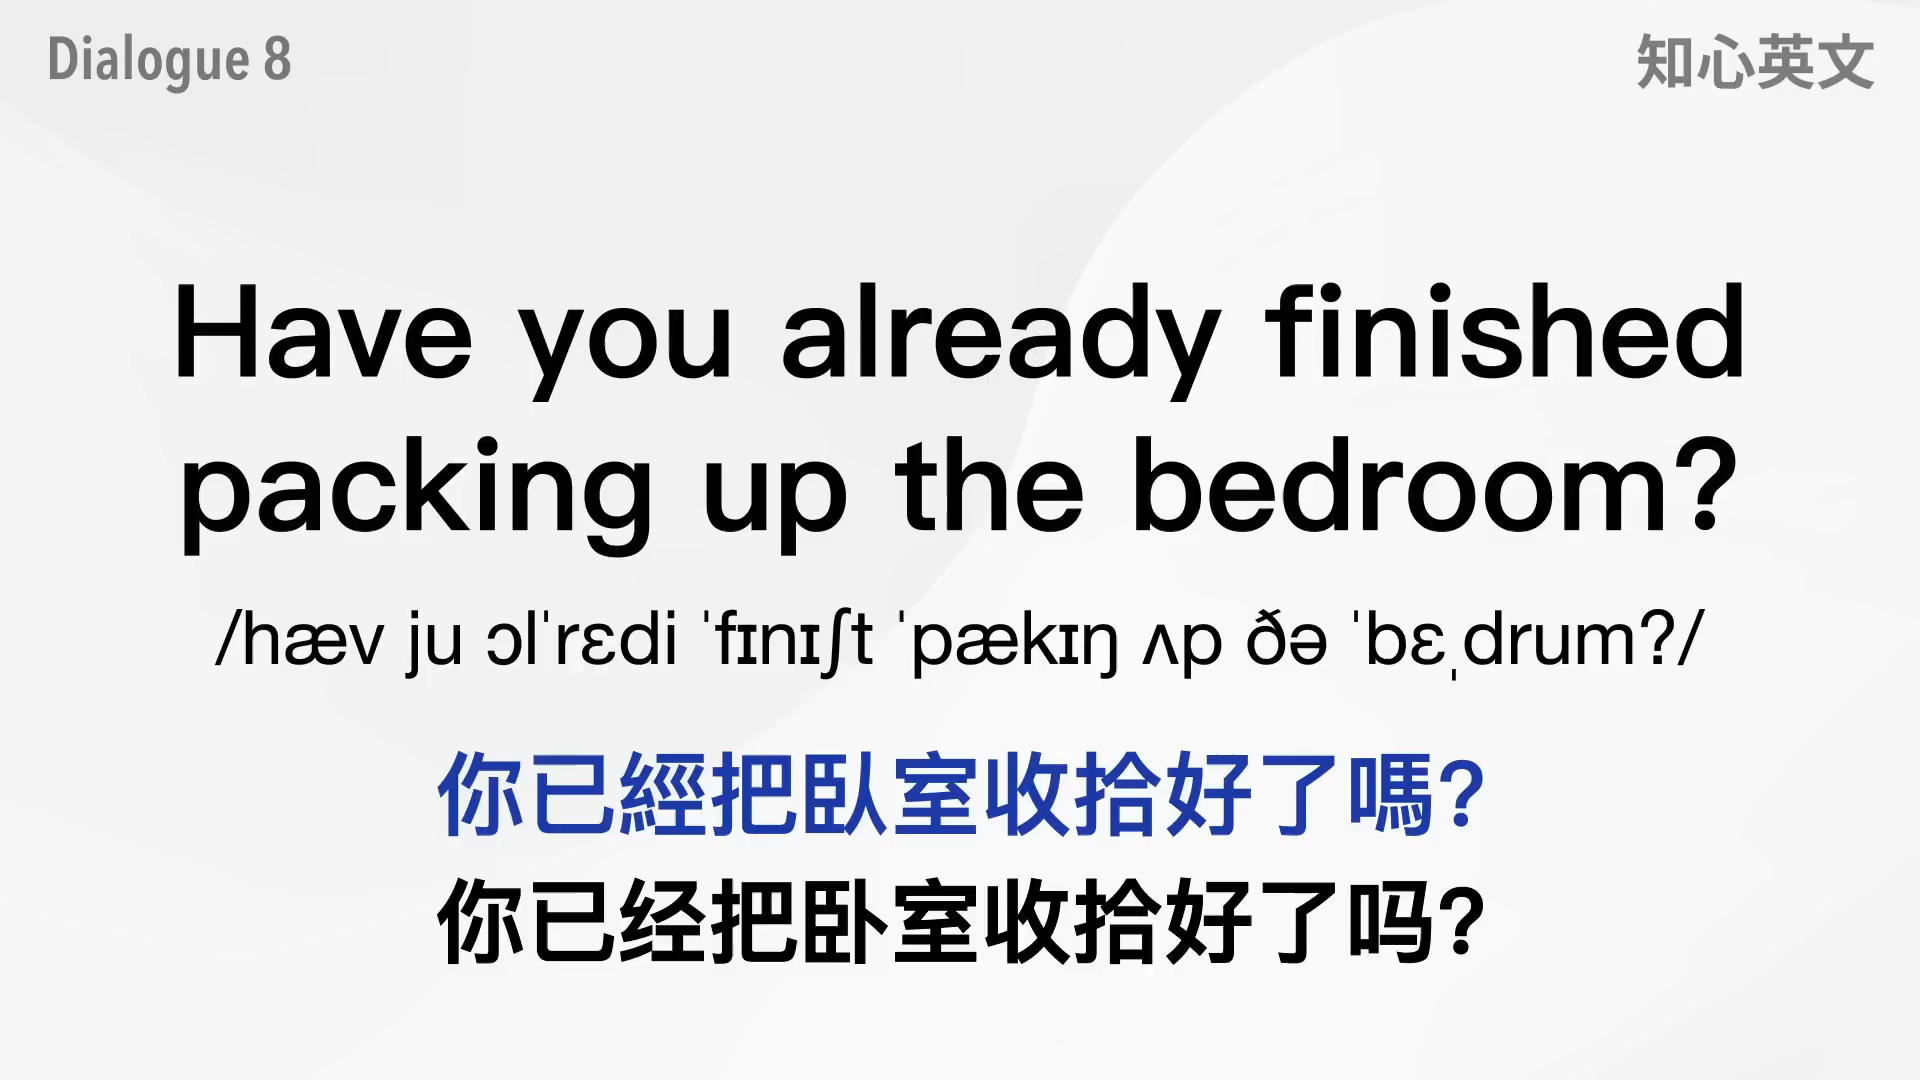 Dialogue 8
知心英文
Have you already finished
packing up the bedroom?
/hæv ju ɔlˈrɛdi ˈfɪnɪʃt ˈpækɪŋ ʌp ðə ˈbɛˌdrum?/
你已經把臥室收拾好了嗎?
你已经把卧室收拾好了吗?